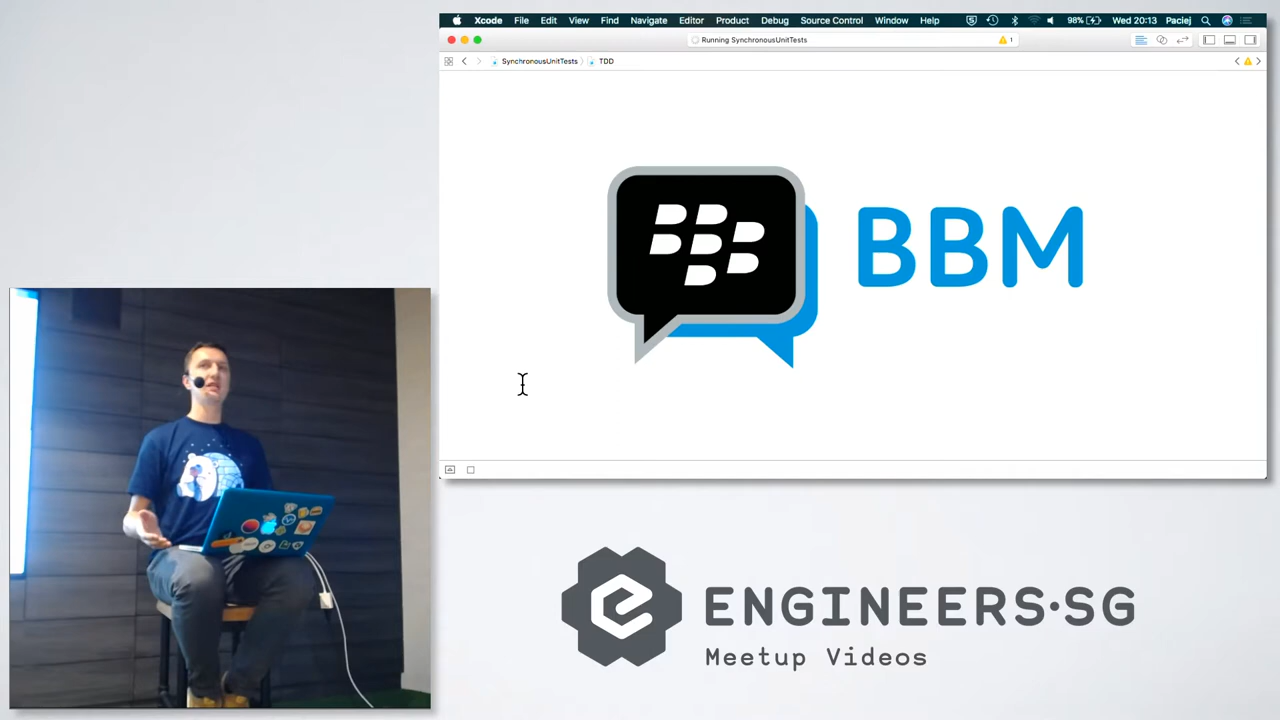 Xcode File Edit View Find Navigate Editor Product Debug Source Control Window Help 98% Wed 20:13 Paciej
Running SynchronousUnitTests 1
SynchronousUnitTests TDD
BBM
ENGINEERS·SG
Meetup Videos